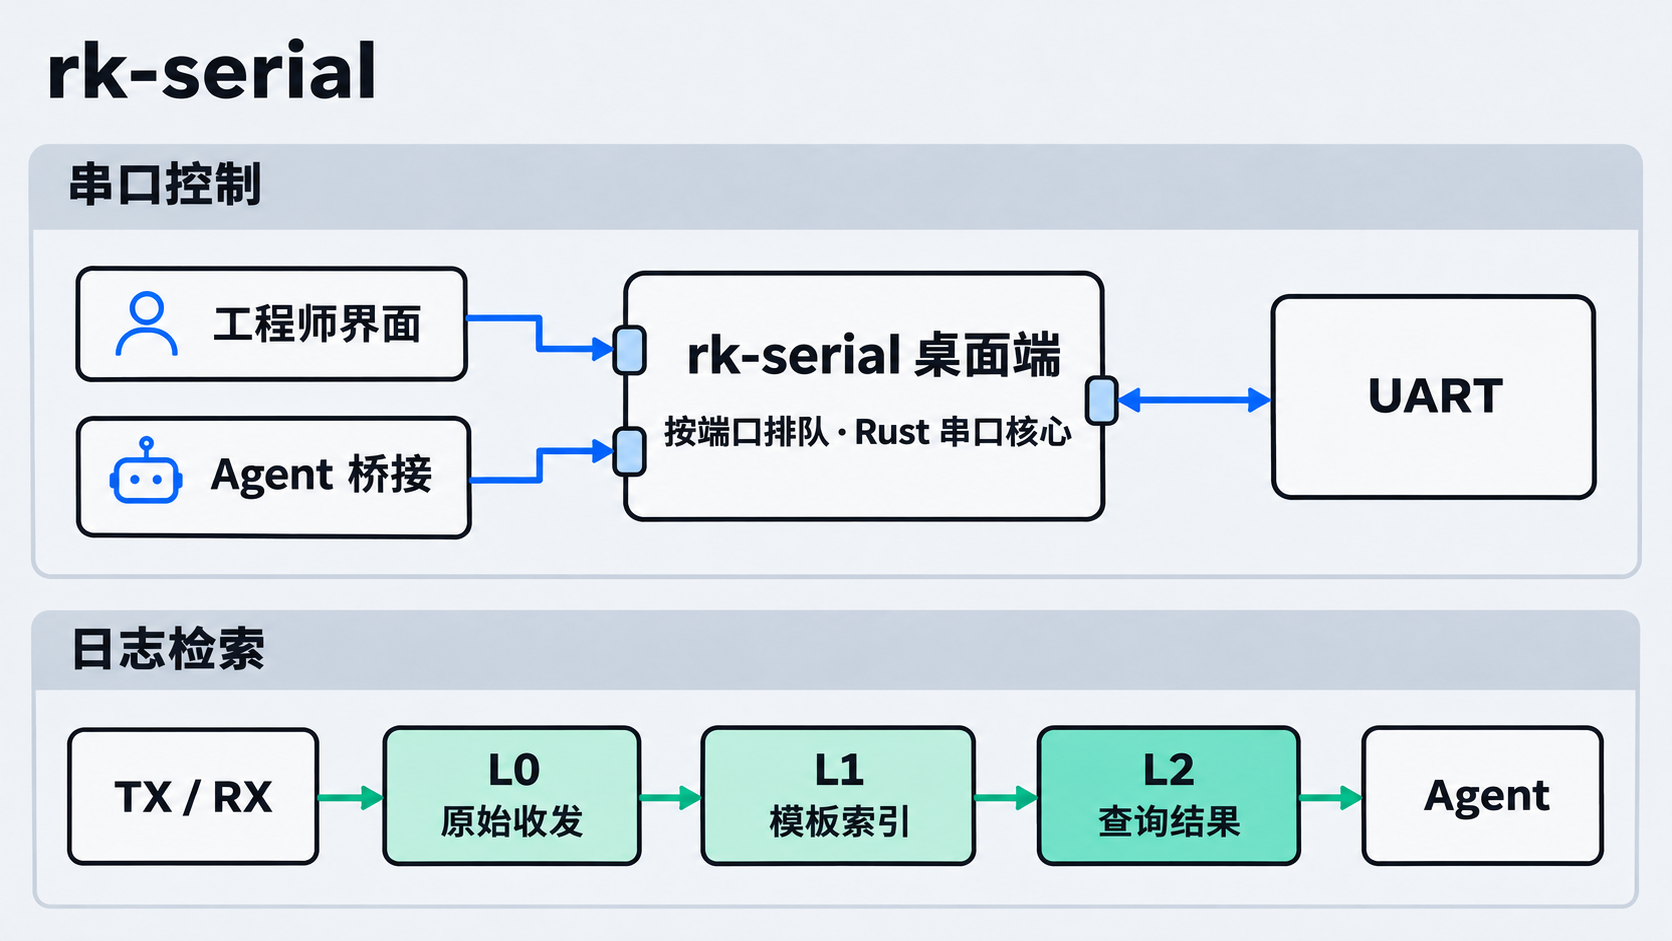 rk-serial
串口控制
工程师界面
Agent 桥接
rk-serial 桌面端
按端口排队 · Rust 串口核心
UART
日志检索
TX / RX
L0
原始收发
L1
模板索引
L2
查询结果
Agent